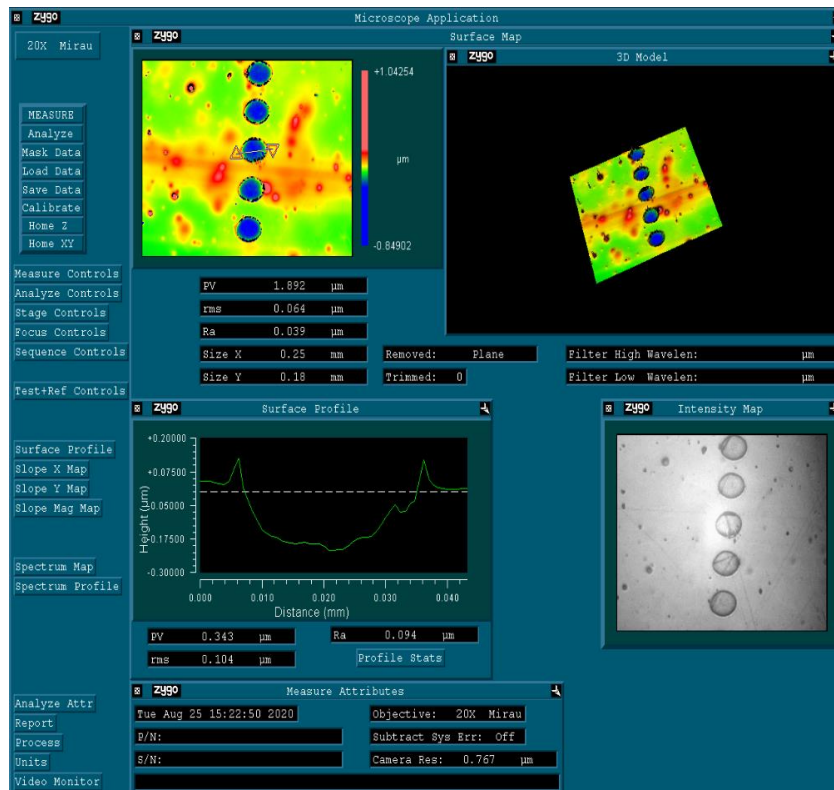 zygo Microscope Application
20X Mirau
MEASURE
Analyze
Mask Data
Load Data
Save Data
Calibrate
Home Z
Home XY
Measure Controls
Analyze Controls
Stage Controls
Focus Controls
Sequence Controls
Test+Ref Controls
Surface Profile
Slope X Map
Slope Y Map
Slope Mag Map
Spectrum Map
Spectrum Profile
Analyze Attr
Report
Process
Units
Video Monitor
zygo Surface Map
+1.04254
µm
-0.84902
PV 1.892 µm
rms 0.064 µm
Ra 0.039 µm
Size X 0.25 mm
Size Y 0.18 mm
Removed: Plane
Trimmed: 0
Filter High Wavelen: µm
Filter Low Wavelen: µm
zygo 3D Model
zygo Surface Profile
+0.20000
+0.07500
-0.05000
-0.17500
-0.30000
Height (µm)
0.000 0.010 0.020 0.030 0.040
Distance (mm)
PV 0.343 µm
rms 0.104 µm
Ra 0.094 µm
Profile Stats
zygo Intensity Map
zygo Measure Attributes
Tue Aug 25 15:22:50 2020
P/N:
S/N:
Objective: 20X Mirau
Subtract Sys Err: Off
Camera Res: 0.767 µm